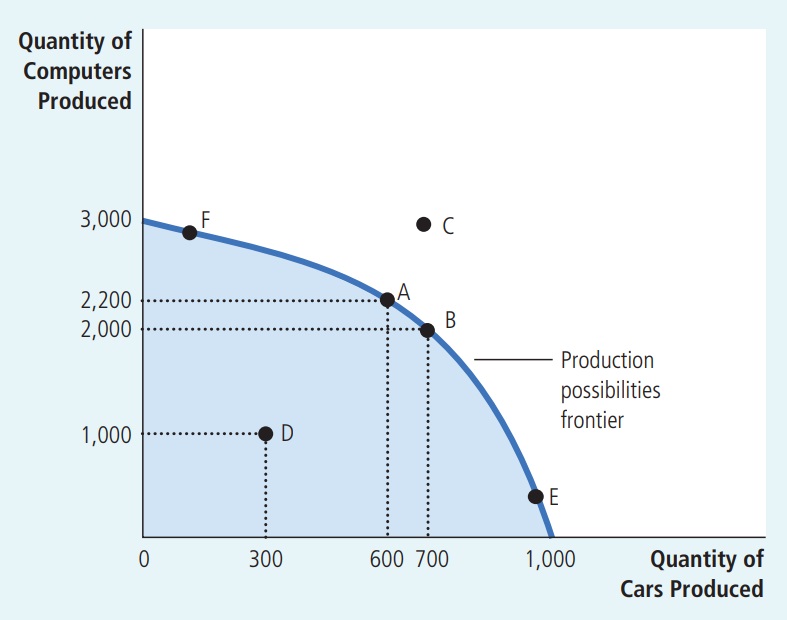 Quantity of
Computers
Produced
3,000
F
C
2,200
A
2,000
B
Production
possibilities
frontier
1,000
D
E
0
300
600
700
1,000
Quantity of
Cars Produced